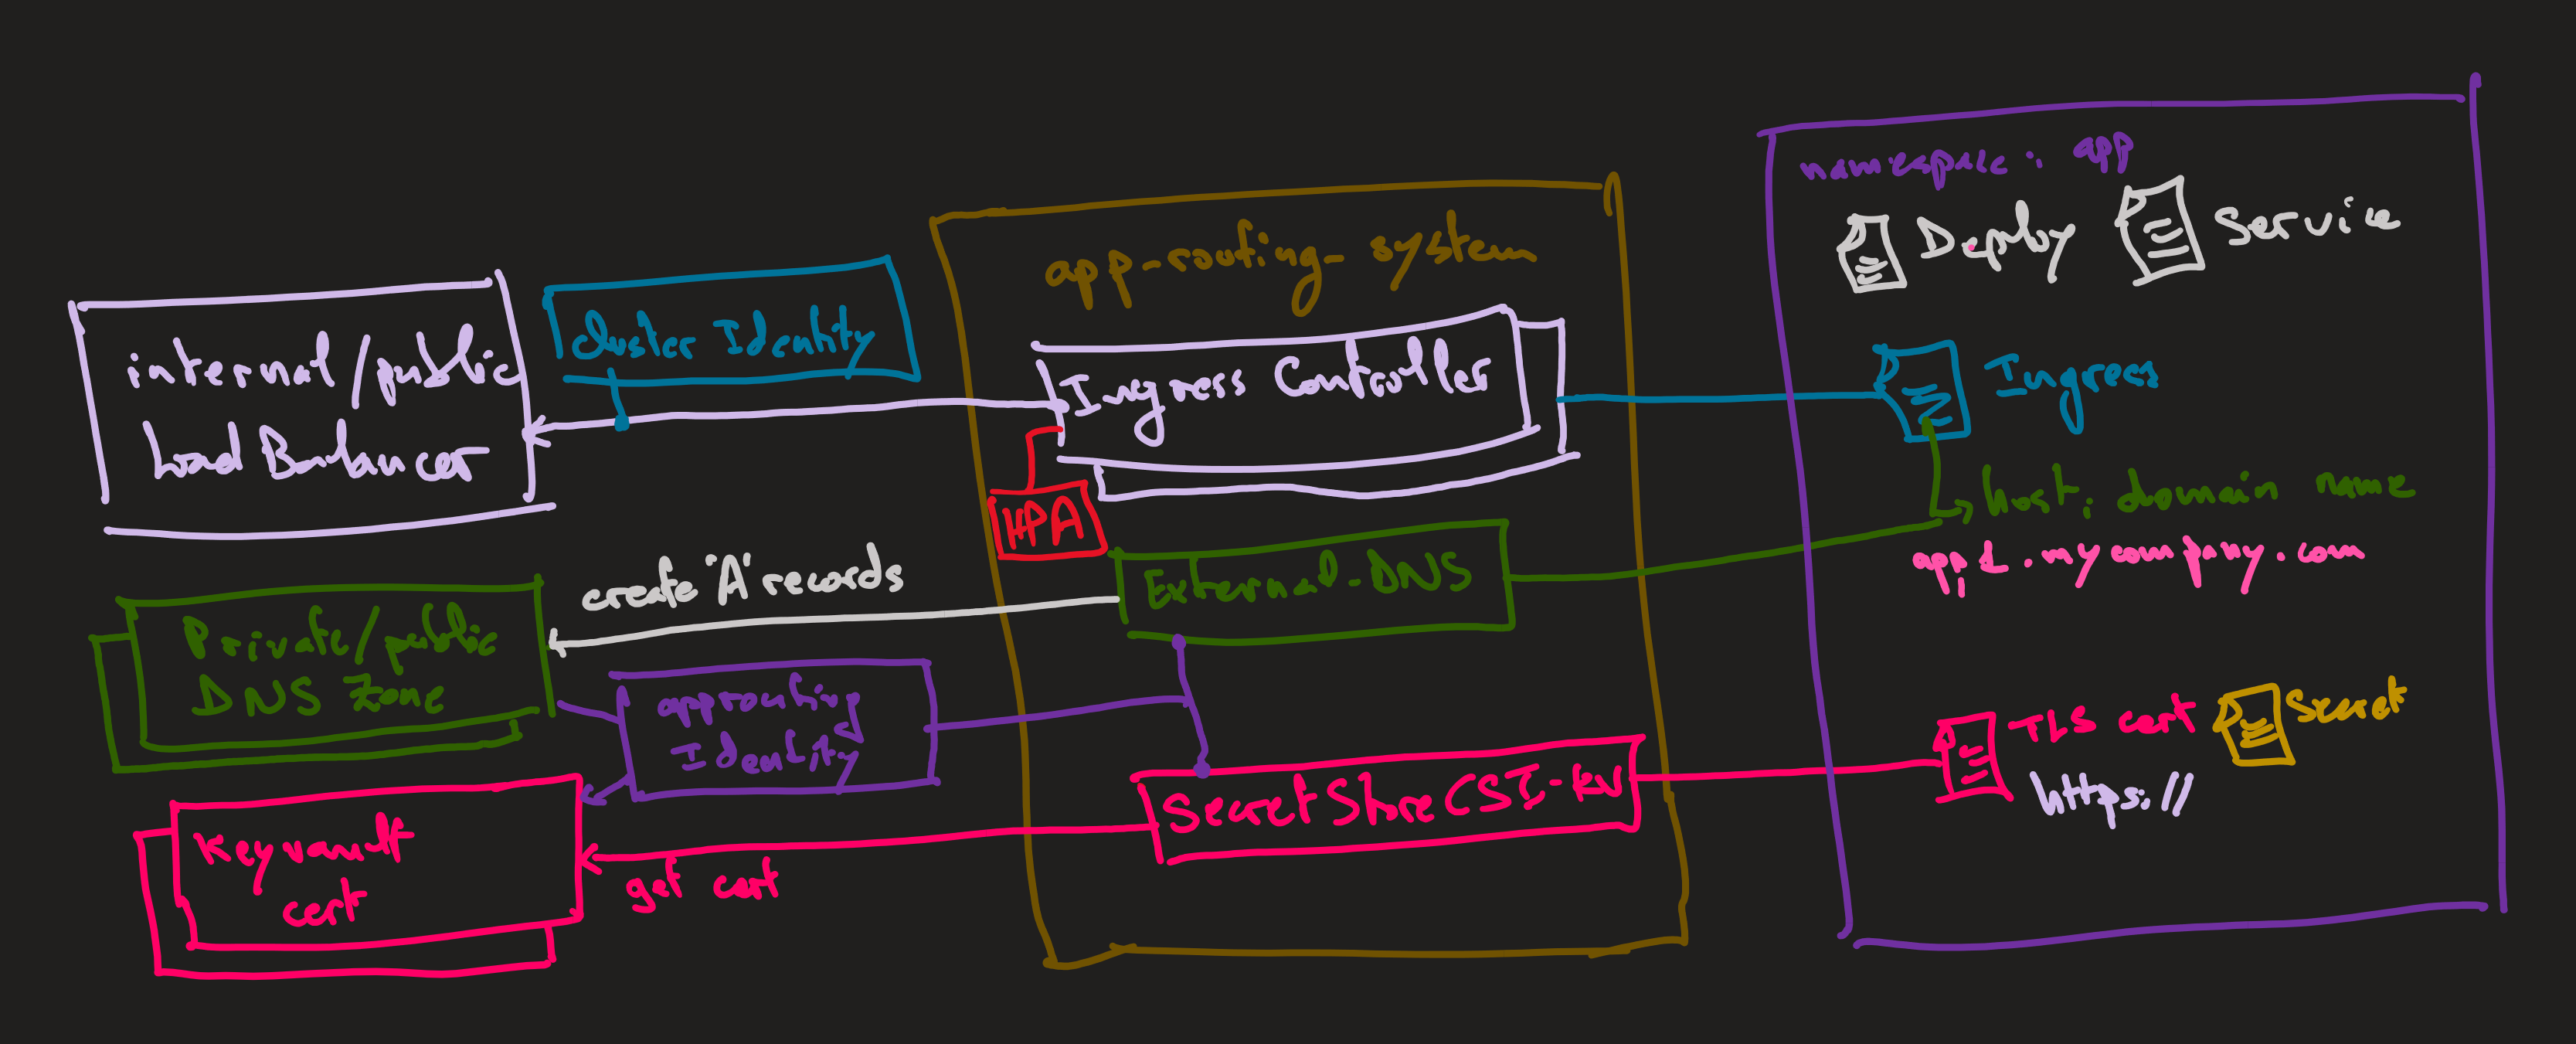 namespace: app
Deploy
Service
app-routing-system
internal/public
Load Balancer
Cluster Identity
Ingress Controller
Ingress
HPA
host: domain name
app1.mycompany.com
create "A" records
External-DNS
Private/public
DNS Zone
approuting
Identity
TLS cert
Secret
https://
Secret Store CSI-KV
Keyvault
cert
get cert